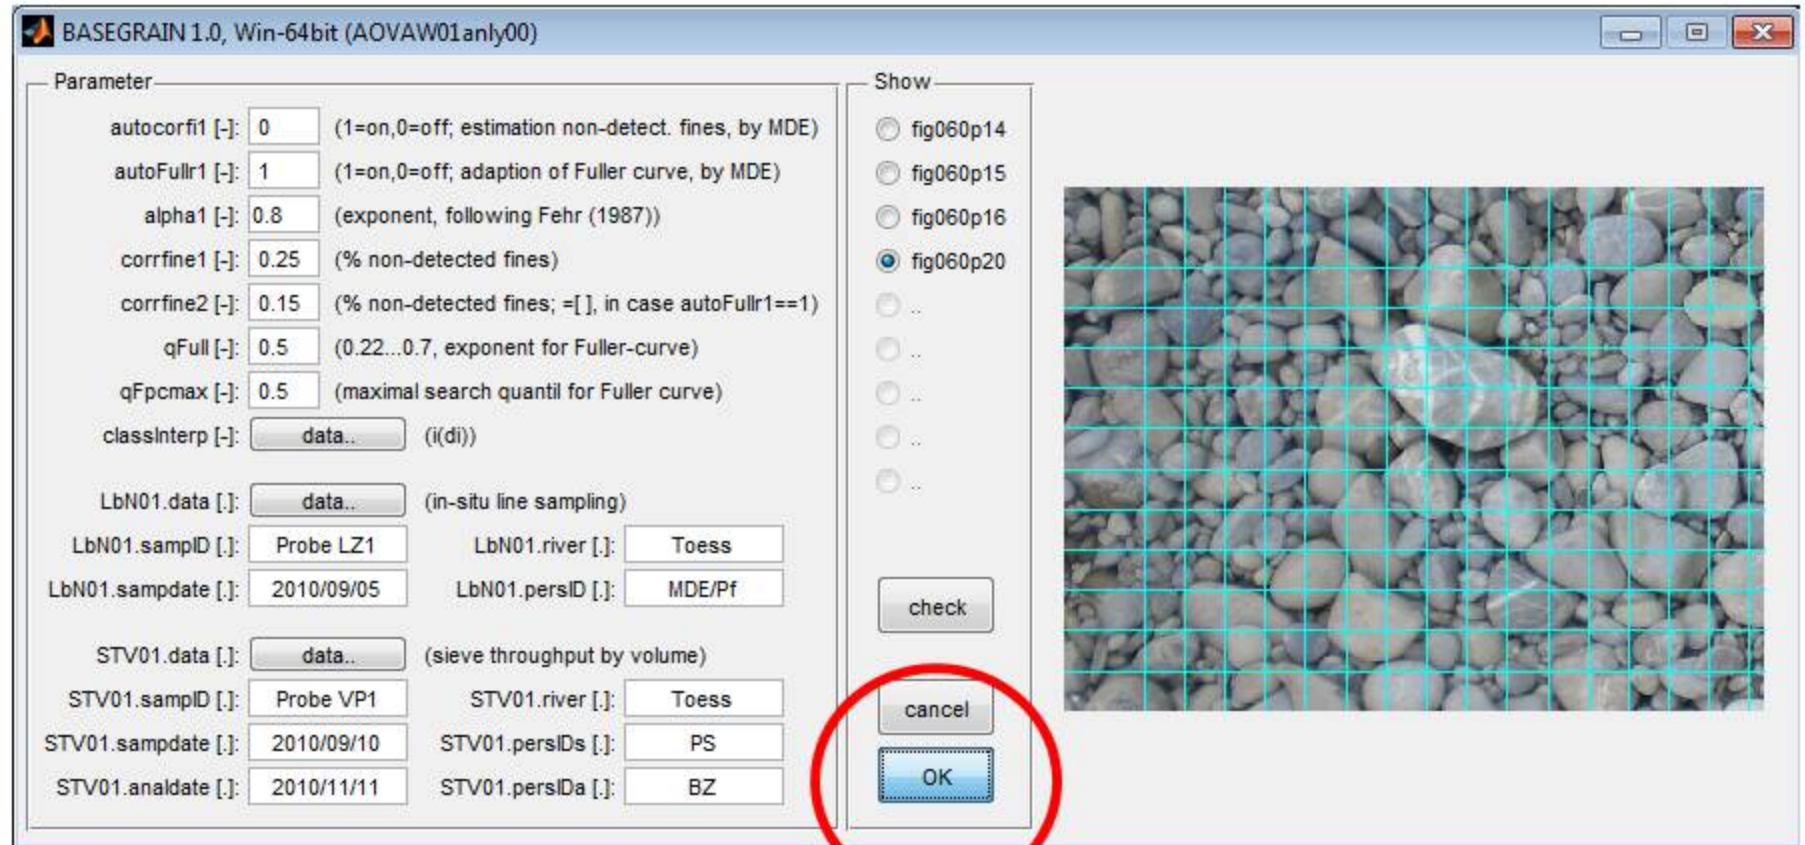 BASEGRAIN 1.0, Win-64bit (AOVAW01anly00)
Parameter
autocorfi1 [-]: 0 (1=on,0=off; estimation non-detect. fines, by MDE)
autoFullr1 [-]: 1 (1=on,0=off; adaption of Fuller curve, by MDE)
alpha1 [-]: 0.8 (exponent, following Fehr (1987))
corrfine1 [-]: 0.25 (% non-detected fines)
corrfine2 [-]: 0.15 (% non-detected fines; =[ ], in case autoFullr1==1)
qFull [-]: 0.5 (0.22...0.7, exponent for Fuller-curve)
qFpcmax [-]: 0.5 (maximal search quantil for Fuller curve)
classInterp [-]: data.. (i(di))
LbN01.data [.]: data.. (in-situ line sampling)
LbN01.sampID [.]: Probe LZ1 LbN01.river [.]: Toess
LbN01.sampdate [.]: 2010/09/05 LbN01.persID [.]: MDE/Pf
STV01.data [.]: data.. (sieve throughput by volume)
STV01.sampID [.]: Probe VP1 STV01.river [.]: Toess
STV01.sampdate [.]: 2010/09/10 STV01.persIDs [.]: PS
STV01.analdate [.]: 2010/11/11 STV01.persIDa [.]: BZ
Show
fig060p14
fig060p15
fig060p16
fig060p20
..
..
..
..
..
check
cancel
OK